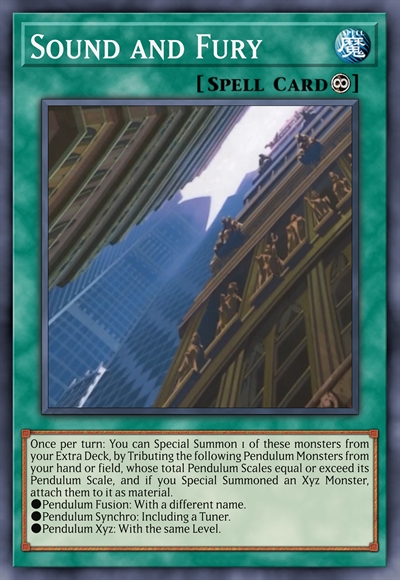 Sound and Fury
魔
[Spell Card]
Once per turn: You can Special Summon 1 of these monsters from
your Extra Deck, by Tributing the following Pendulum Monsters from
your hand or field, whose total Pendulum Scales equal or exceed its
Pendulum Scale, and if you Special Summoned an Xyz Monster,
attach them to it as material.
●Pendulum Fusion: With a different name.
●Pendulum Synchro: Including a Tuner.
●Pendulum Xyz: With the same Level.